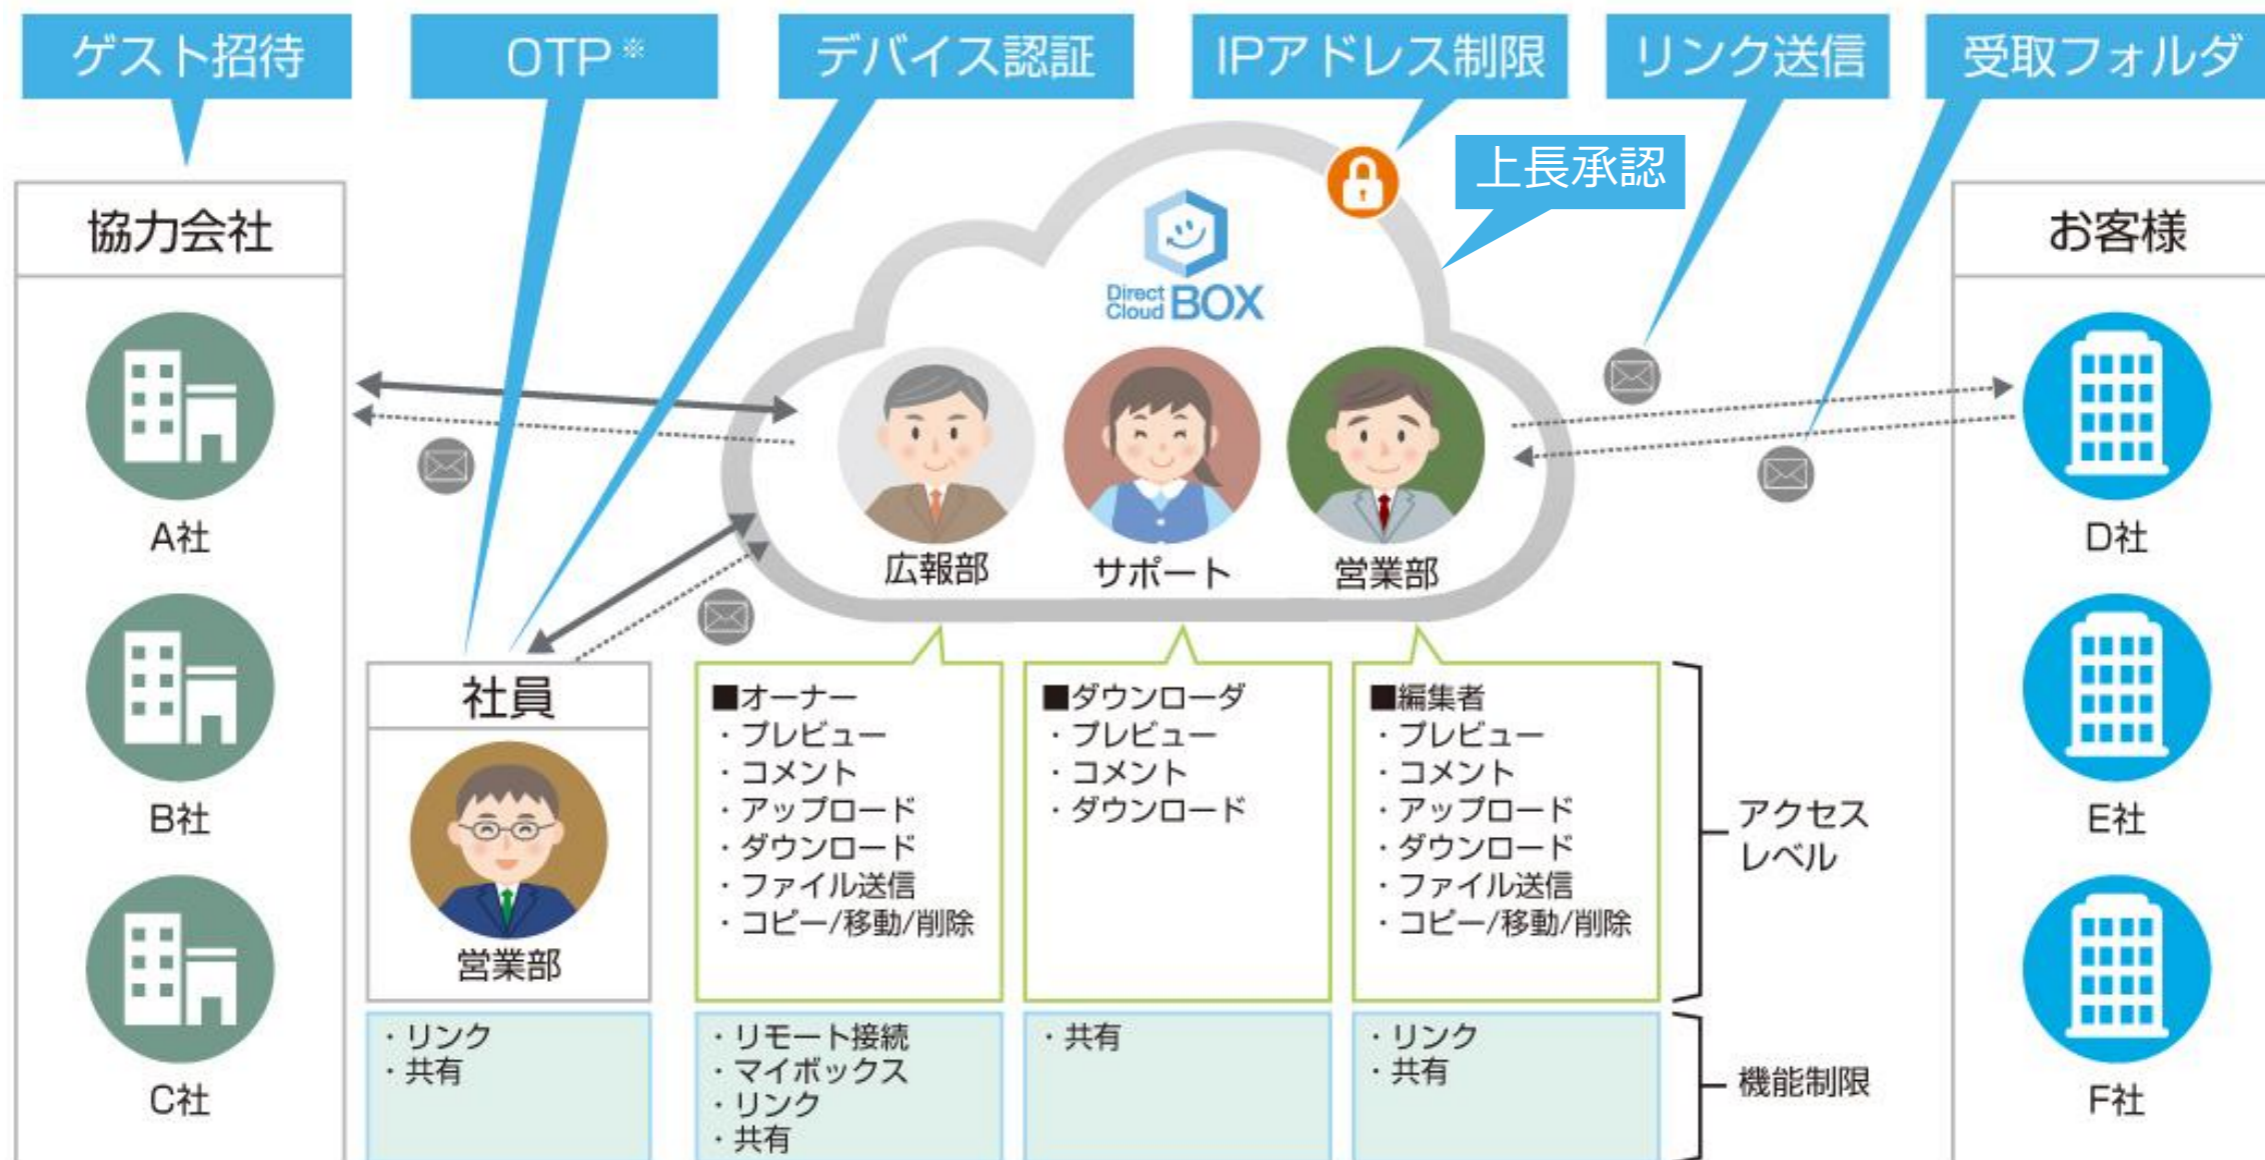 ゲスト招待
OTP※
デバイス認証
IPアドレス制限
リンク送信
受取フォルダ
上長承認
協力会社
A社
B社
C社
Direct
Cloud BOX
広報部
サポート
営業部
社員
営業部
・リンク
・共有
■オーナー
・プレビュー
・コメント
・アップロード
・ダウンロード
・ファイル送信
・コピー/移動/削除
・リモート接続
・マイボックス
・リンク
・共有
■ダウンローダ
・プレビュー
・コメント
・ダウンロード
・共有
■編集者
・プレビュー
・コメント
・アップロード
・ダウンロード
・ファイル送信
・コピー/移動/削除
・リンク
・共有
アクセス
レベル
機能制限
お客様
D社
E社
F社